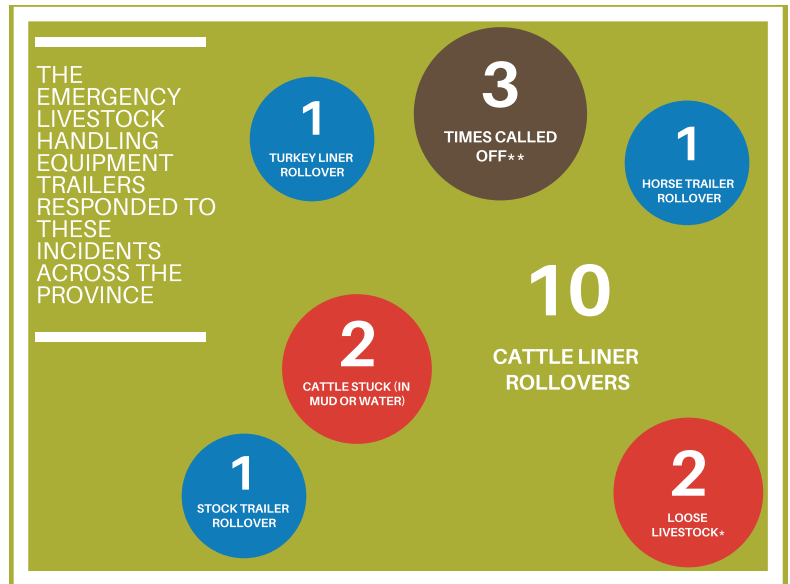 THE
EMERGENCY
LIVESTOCK
HANDLING
EQUIPMENT
TRAILERS
RESPONDED TO
THESE
INCIDENTS
ACROSS THE
PROVINCE
1
TURKEY LINER
ROLLOVER
3
TIMES CALLED
OFF**
1
HORSE TRAILER
ROLLOVER
10
CATTLE LINER
ROLLOVERS
2
CATTLE STUCK (IN
MUD OR WATER)
1
STOCK TRAILER
ROLLOVER
2
LOOSE
LIVESTOCK*